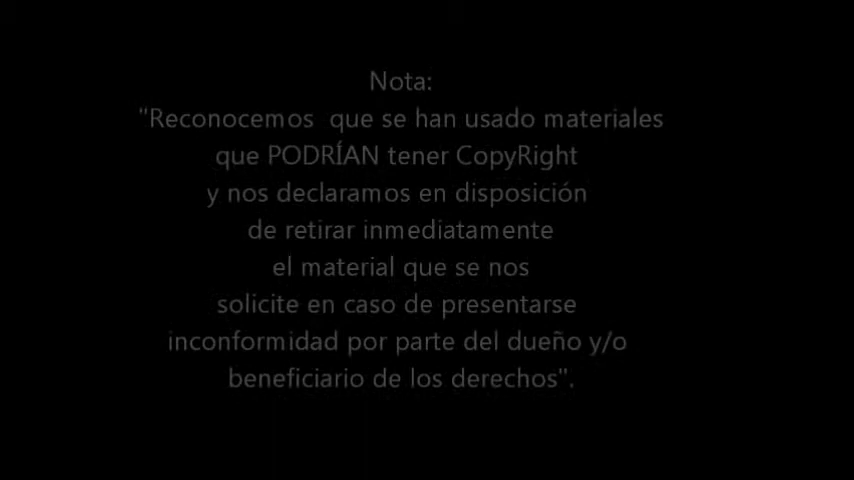 Nota:
"Reconocemos  que se han usado materiales
que PODRÍAN tener CopyRight
y nos declaramos en disposición
de retirar inmediatamente
el material que se nos
solicite en caso de presentarse
inconformidad por parte del dueño y/o
beneficiario de los derechos".